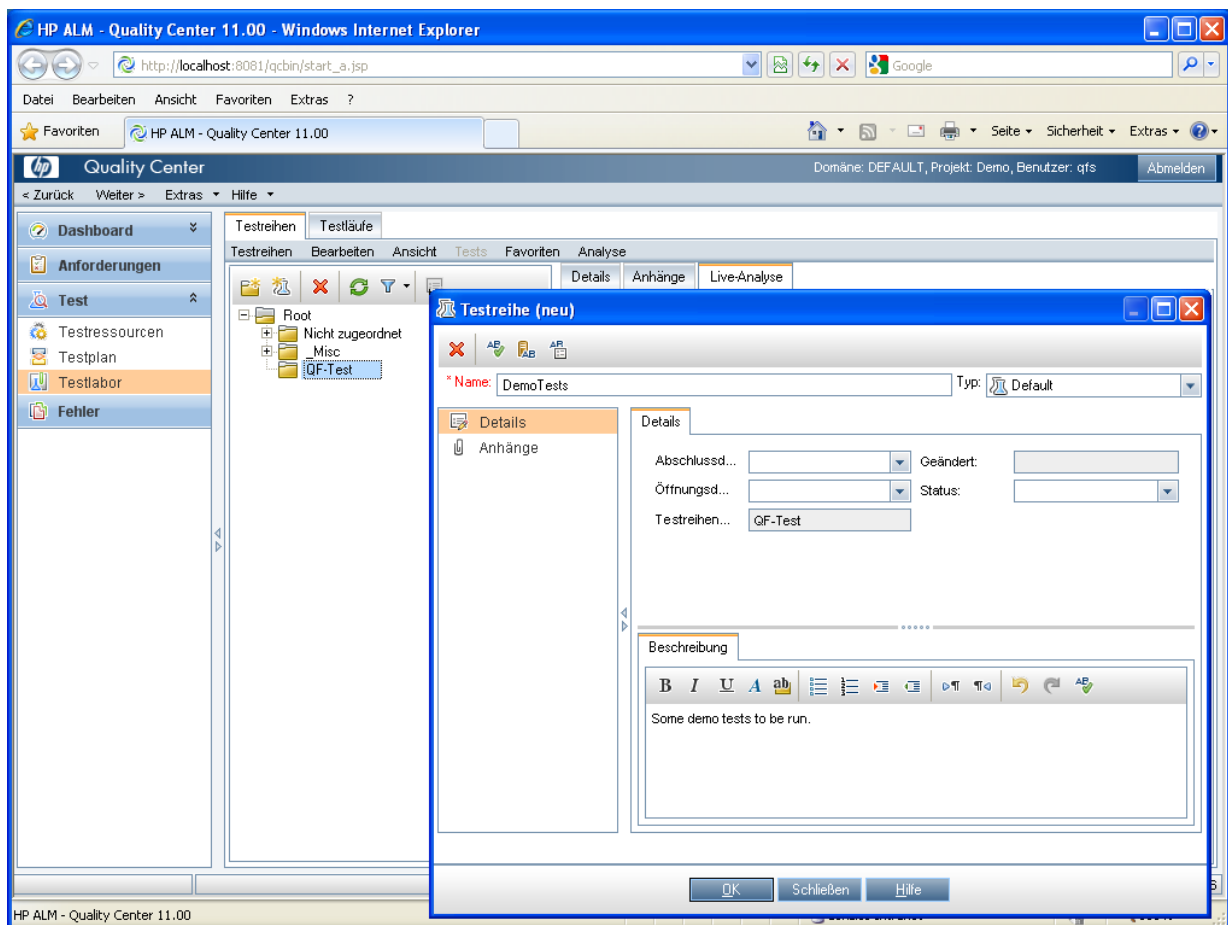 HP ALM - Quality Center 11.00 - Windows Internet Explorer
http://localhost:8081/qcbin/start_a.jsp
Google
Datei Bearbeiten Ansicht Favoriten Extras ?
Favoriten HP ALM - Quality Center 11.00 Seite Sicherheit Extras
hp Quality Center Domäne: DEFAULT, Projekt: Demo, Benutzer: qfs Abmelden
< Zurück Weiter > Extras Hilfe
Dashboard
Anforderungen
Test
Testressourcen
Testplan
Testlabor
Fehler
Testreihen Testläufe
Testreihen Bearbeiten Ansicht Tests Favoriten Analyse
Details Anhänge Live-Analyse
Root
Nicht zugeordnet
_Misc
QF-Test
Testreihe (neu)
*Name: DemoTests Typ: Default
Details
Anhänge
Details
Abschlussd... Geändert:
Öffnungsd... Status:
Testreihen... QF-Test
Beschreibung
B I U A ab
Some demo tests to be run.
OK Schließen Hilfe
HP ALM - Quality Center 11.00